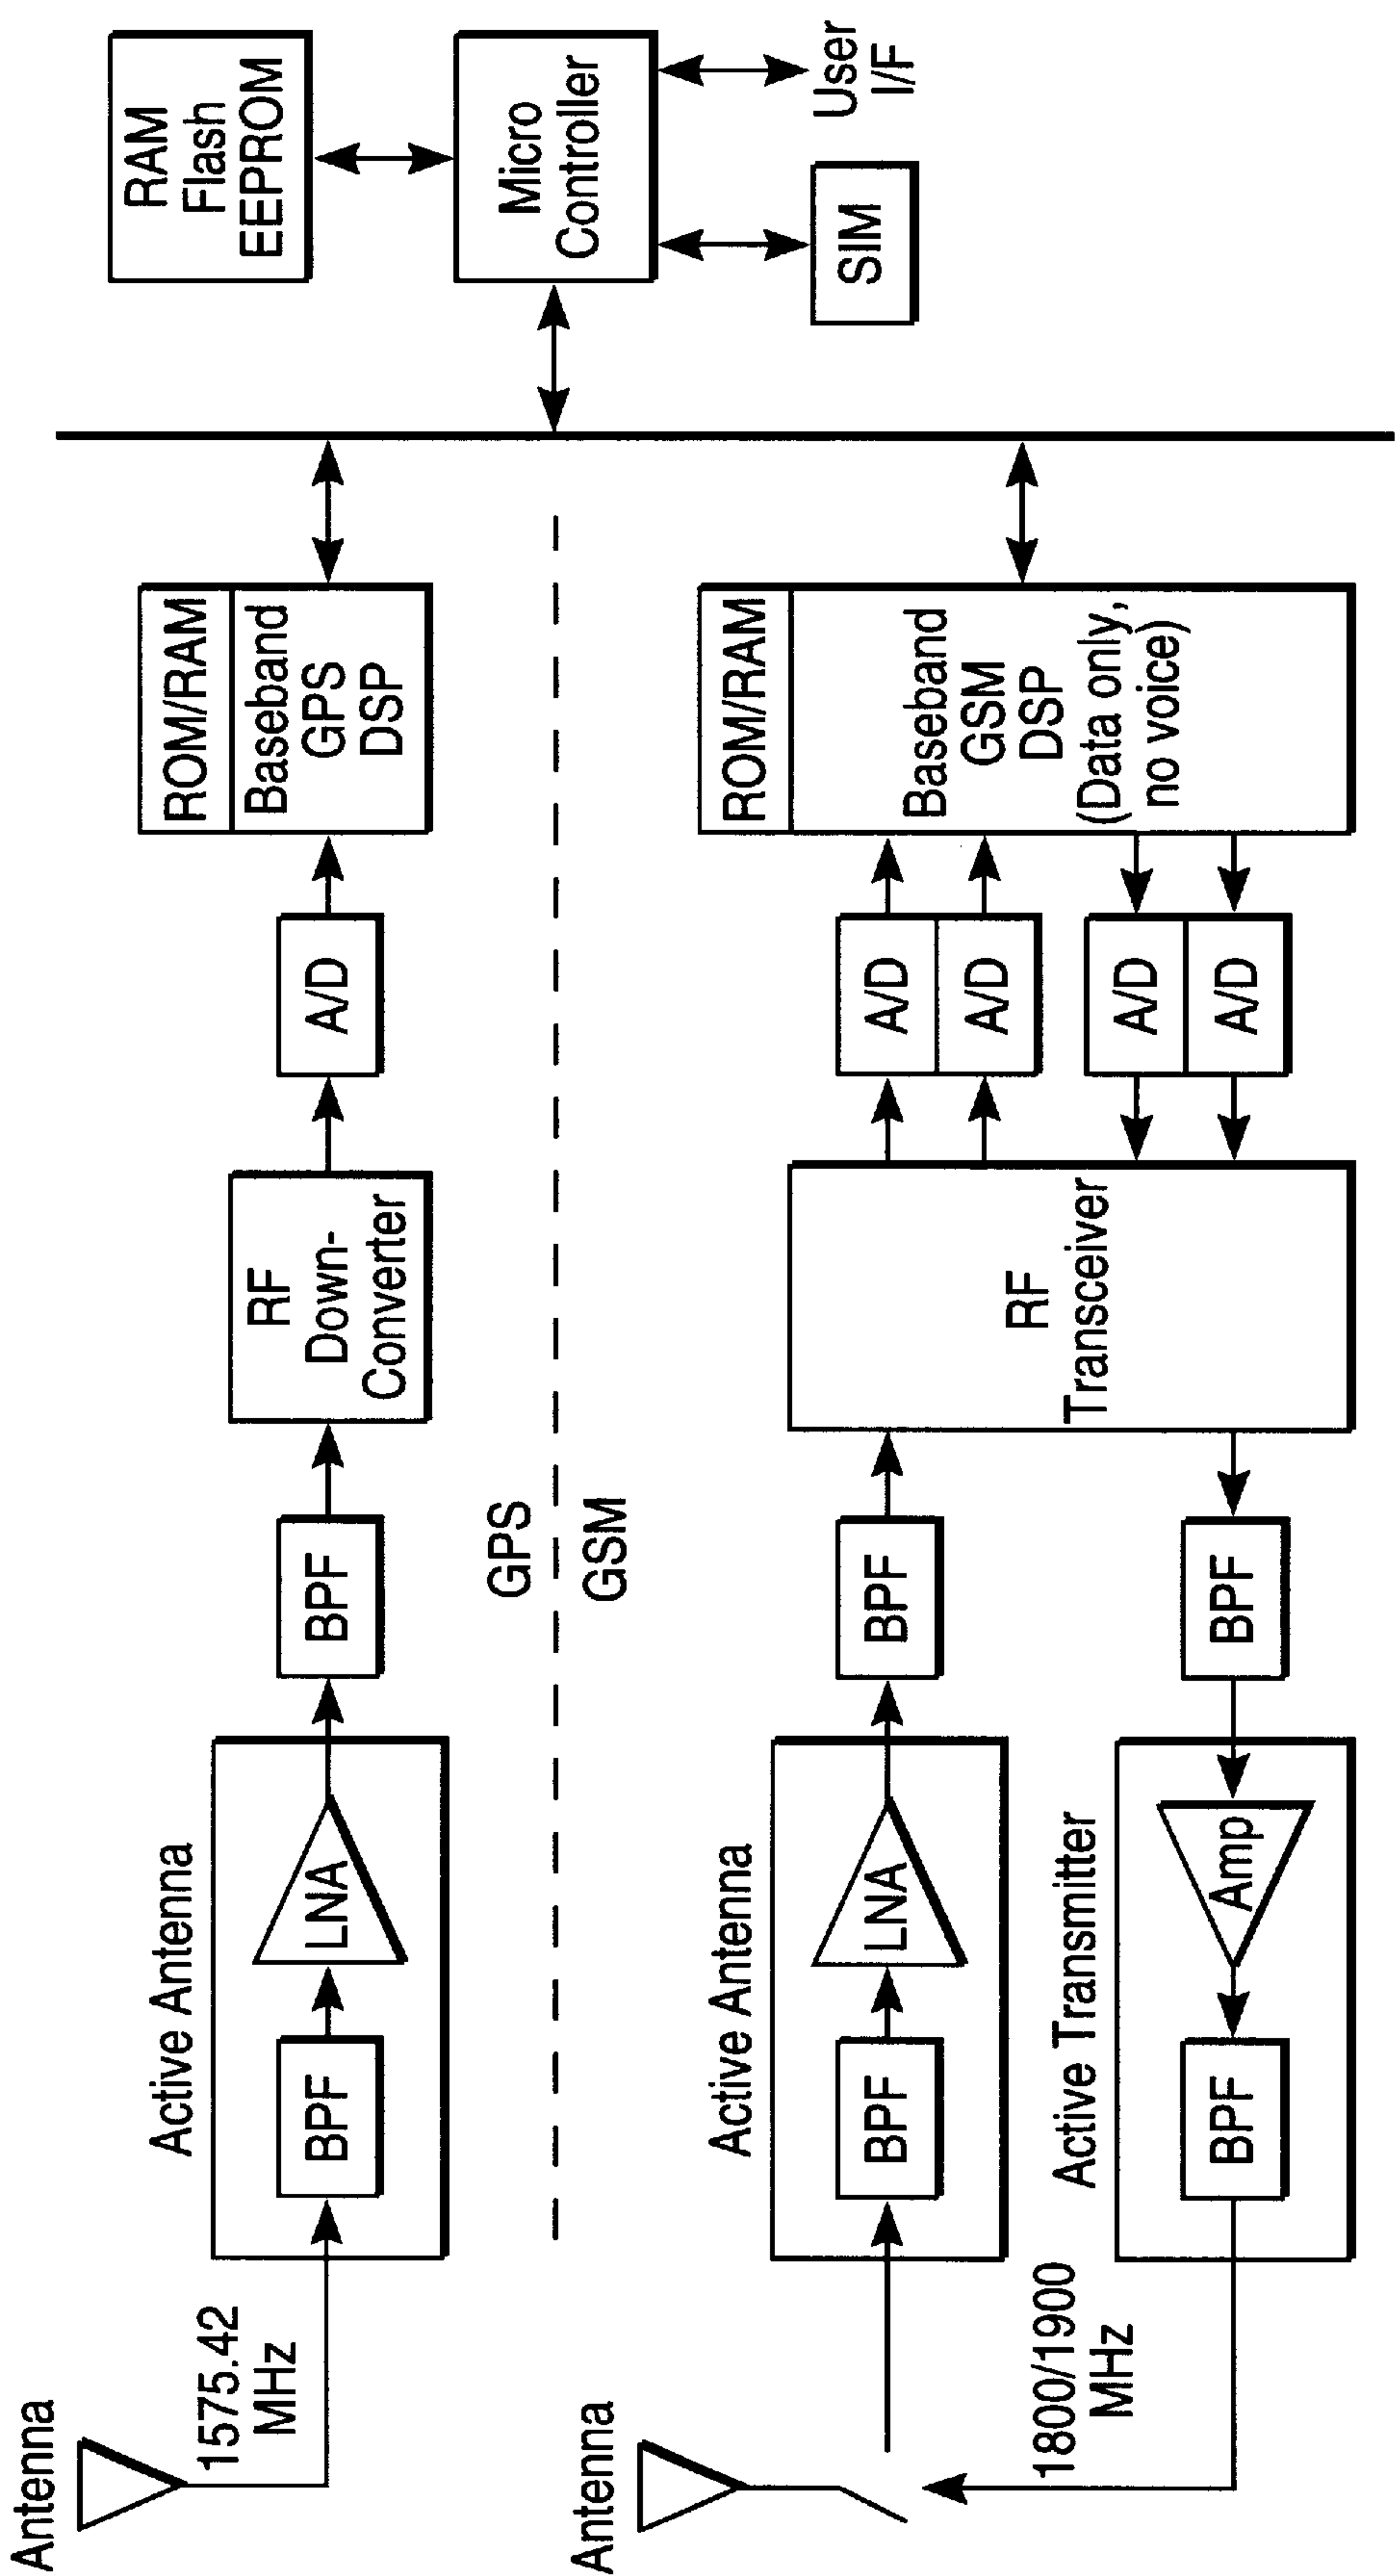 Antenna
1575.42
MHz
Active Antenna
BPF
LNA
BPF
RF
Down-
Converter
A/D
ROM/RAM
Baseband
GPS
DSP
RAM
Flash
EEPROM
Micro
Controller
User
I/F
SIM
GPS
GSM
Antenna
1800/1900
MHz
Active Antenna
BPF
LNA
BPF
RF
Transceiver
A/D
A/D
A/D
A/D
ROM/RAM
Baseband
GSM
DSP
(Data only,
no voice)
Active Transmitter
BPF
Amp
BPF